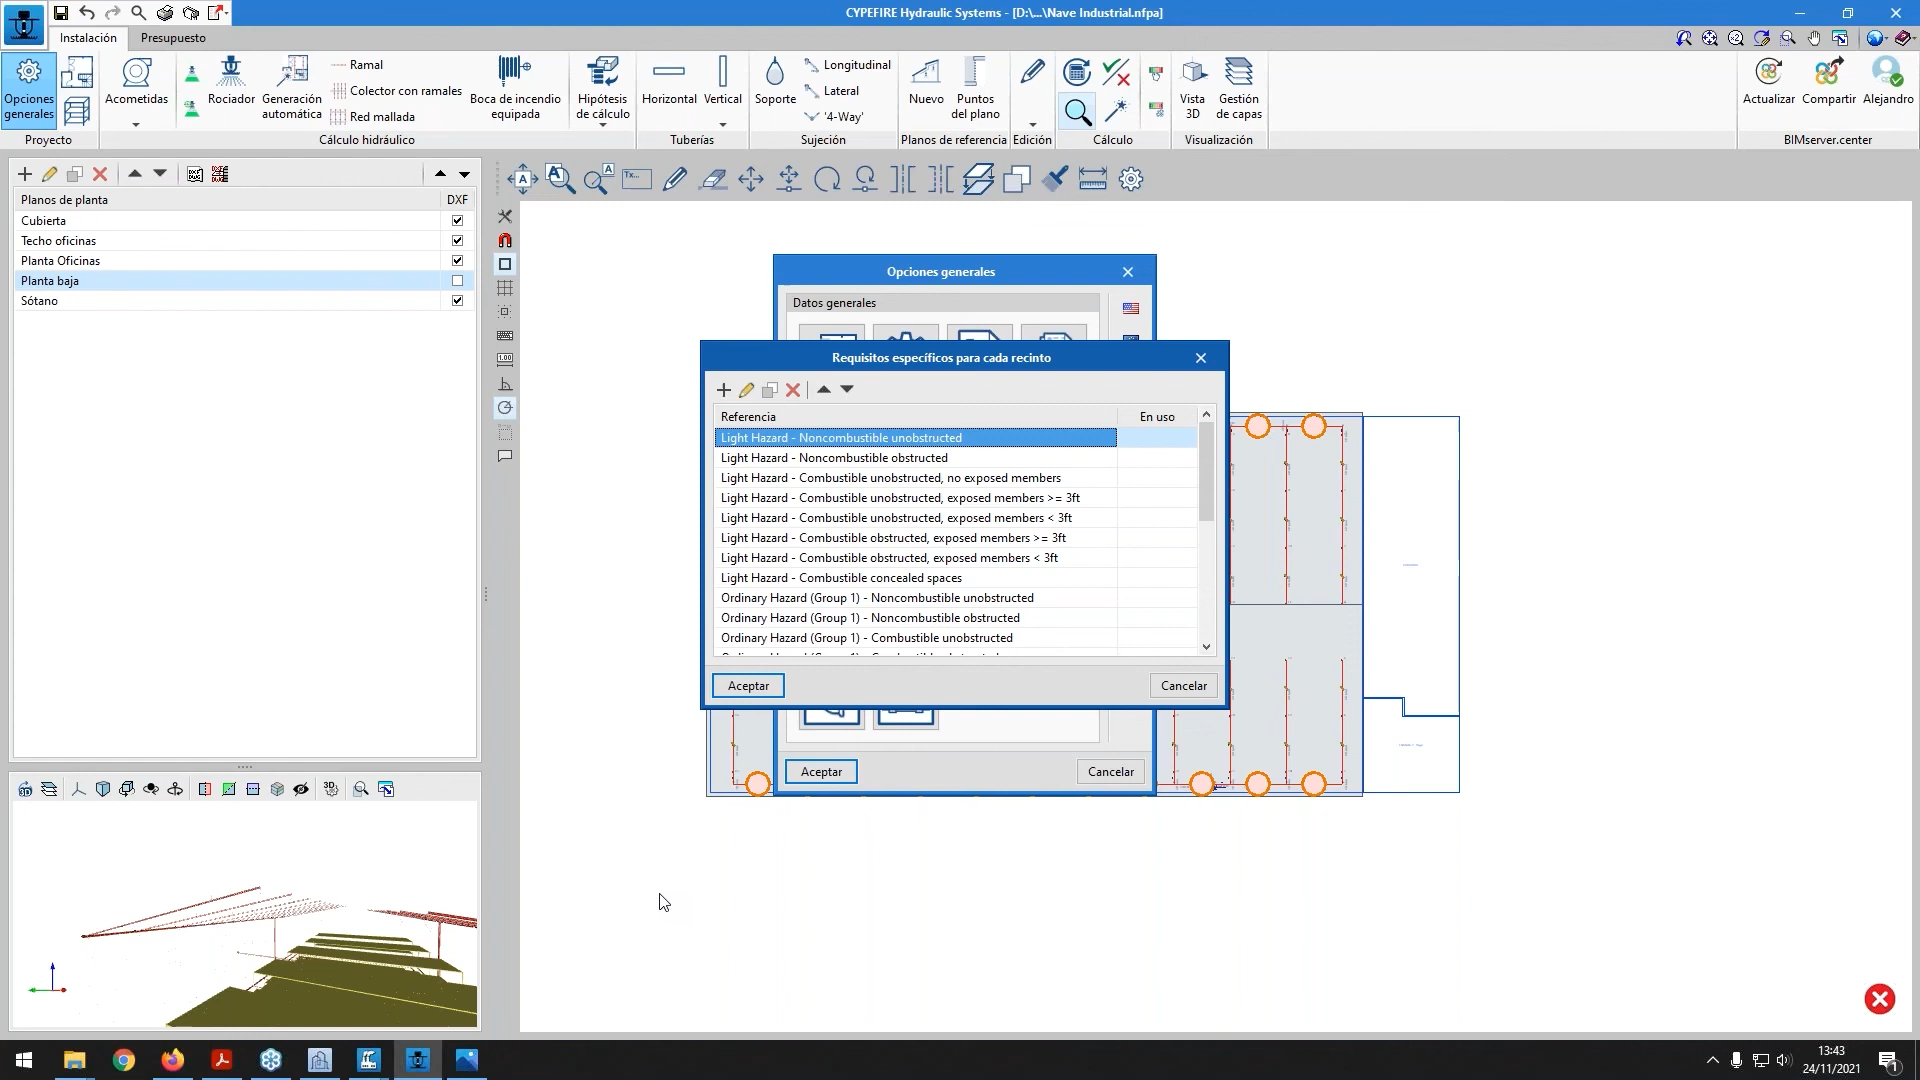 CYPEFIRE Hydraulic Systems - [D:\...\Nave Industrial.nfpa]
Instalación
Presupuesto
Opciones generales
Acometidas
Rociador
Generación automática
Ramal
Colector con ramales
Red mallada
Boca de incendio equipada
Hipótesis de cálculo
Horizontal
Vertical
Soporte
Longitudinal
Lateral
'4-Way'
Nuevo
Puntos del plano
Vista 3D
Gestión de capas
Actualizar
Compartir
Alejandro
Proyecto
Cálculo hidráulico
Tuberías
Sujeción
Planos de referencia
Edición
Cálculo
Visualización
BIMserver.center
Planos de planta
DXF
Cubierta
Techo oficinas
Planta Oficinas
Planta baja
Sótano
Opciones generales
Datos generales
Requisitos específicos para cada recinto
Referencia
En uso
Light Hazard - Noncombustible unobstructed
Light Hazard - Noncombustible obstructed
Light Hazard - Combustible unobstructed, no exposed members
Light Hazard - Combustible unobstructed, exposed members >= 3ft
Light Hazard - Combustible unobstructed, exposed members < 3ft
Light Hazard - Combustible obstructed, exposed members >= 3ft
Light Hazard - Combustible obstructed, exposed members < 3ft
Light Hazard - Combustible concealed spaces
Ordinary Hazard (Group 1) - Noncombustible unobstructed
Ordinary Hazard (Group 1) - Noncombustible obstructed
Ordinary Hazard (Group 1) - Combustible unobstructed
Aceptar
Cancelar
Aceptar
Cancelar
13:43
24/11/2021